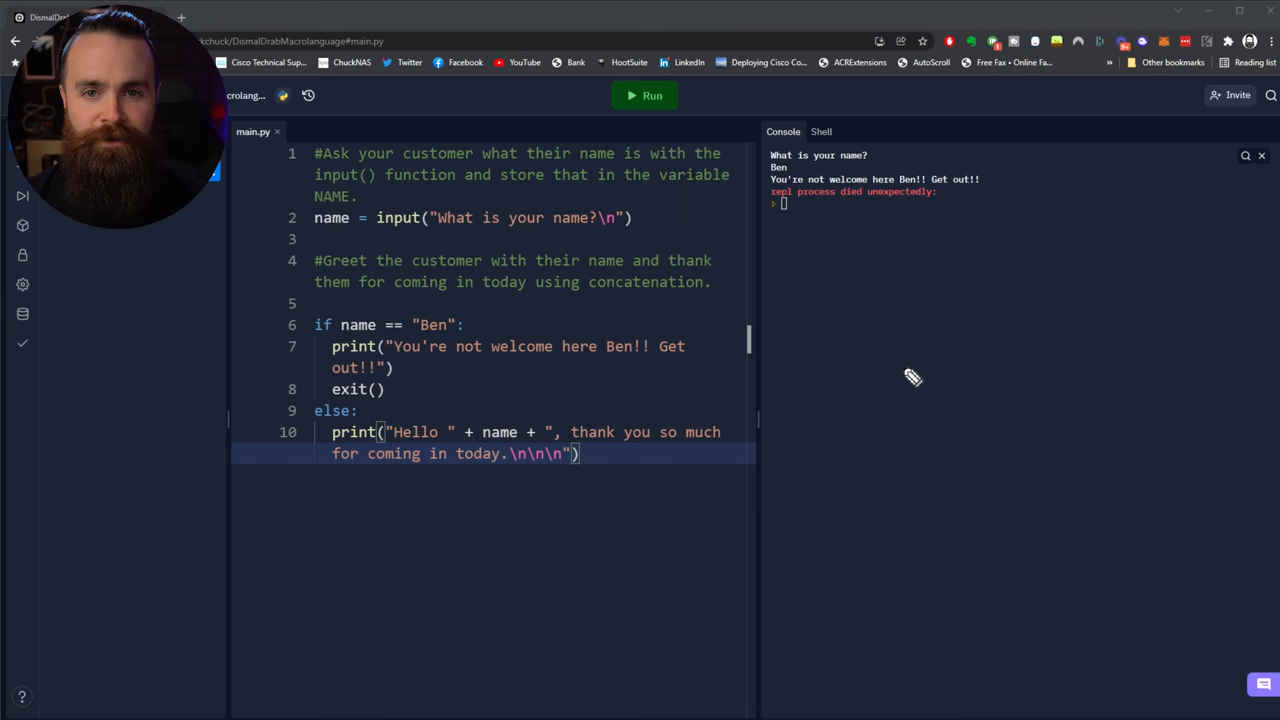 DismalDrab
ckchuck/DismalDrabMacrolanguage#main.py
1
9+
Cisco Technical Sup...
ChuckNAS
Twitter
Facebook
YouTube
Bank
HootSuite
LinkedIn
Deploying Cisco Co...
ACRExtensions
AutoScroll
Free Fax • Online Fa...
»
Other bookmarks
Reading list
crolang...
Run
Invite
main.py
Console
Shell
1 #Ask your customer what their name is with the
input() function and store that in the variable
NAME.
2 name = input("What is your name?\n")
3
4 #Greet the customer with their name and thank
them for coming in today using concatenation.
5
6 if name == "Ben":
7 print("You're not welcome here Ben!! Get
out!!")
8 exit()
9 else:
10 print("Hello " + name + ", thank you so much
for coming in today.\n\n\n")
What is your name?
Ben
You're not welcome here Ben!! Get out!!
repl process died unexpectedly:
>
?